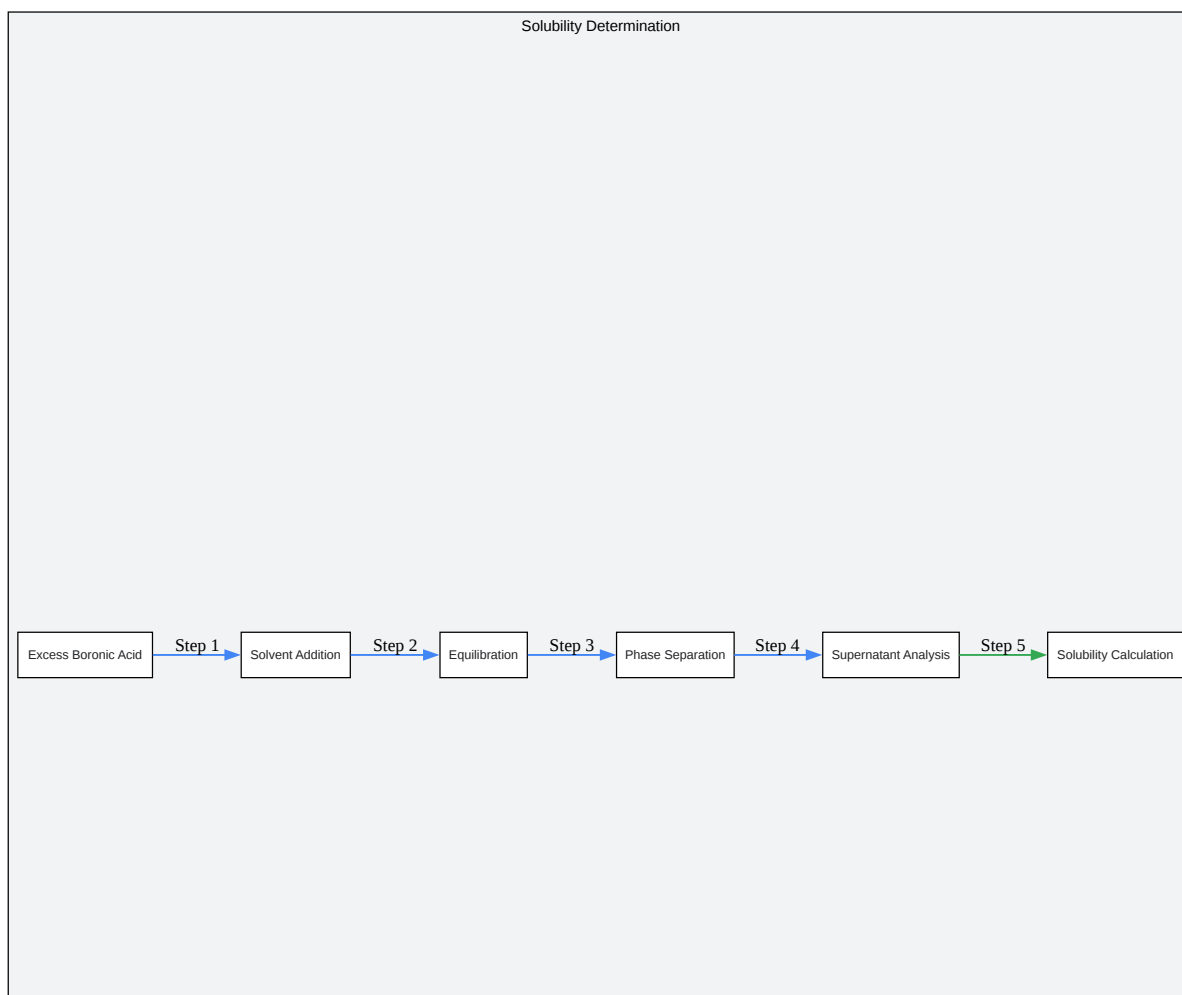 Solubility Determination
Excess Boronic Acid
Step 1
Solvent Addition
Step 2
Equilibration
Step 3
Phase Separation
Step 4
Supernatant Analysis
Step 5
Solubility Calculation